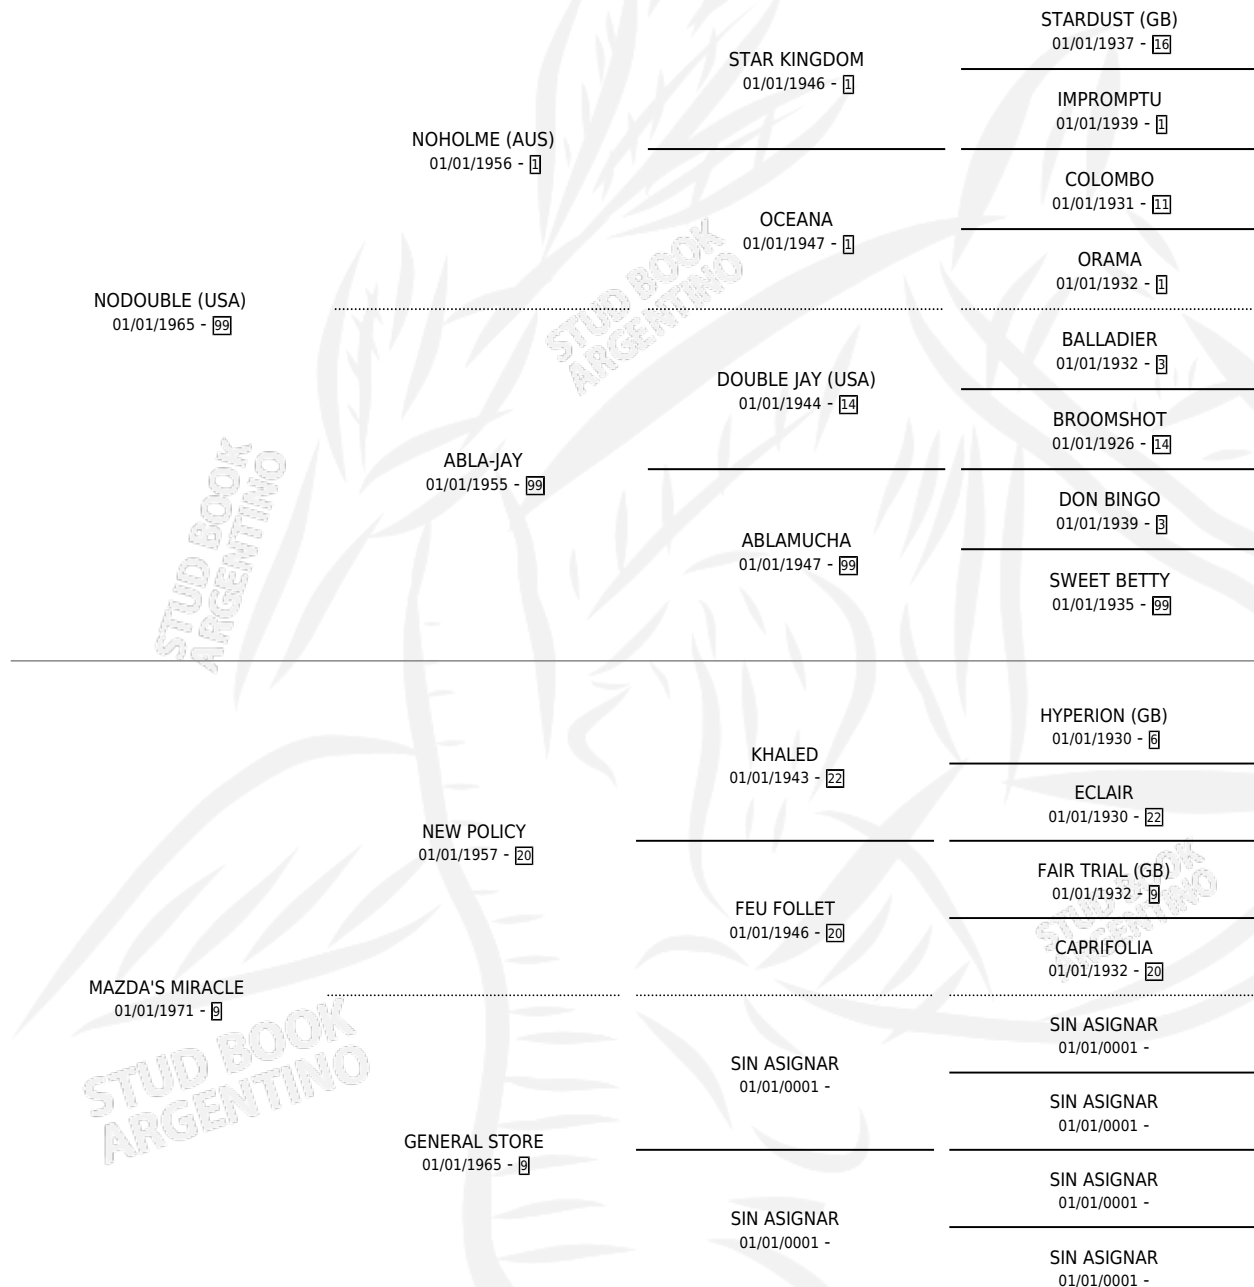 STARDUST (GB)
01/01/1937 - 16
STAR KINGDOM
01/01/1946 - 1
IMPROMPTU
01/01/1939 - 1
NOHOLME (AUS)
01/01/1956 - 1
COLOMBO
01/01/1931 - 11
OCEANA
01/01/1947 - 1
ORAMA
01/01/1932 - 1
NODOUBLE (USA)
01/01/1965 - 99
STUD BOOK
ARGENTINO
BALLADIER
01/01/1932 - 3
DOUBLE JAY (USA)
01/01/1944 - 14
BROOMSHOT
01/01/1926 - 14
ABLA-JAY
01/01/1955 - 99
DON BINGO
01/01/1939 - 3
ABLAMUCHA
01/01/1947 - 99
SWEET BETTY
01/01/1935 - 99
STUD BOOK
ARGENTINO
HYPERION (GB)
01/01/1930 - 6
KHALED
01/01/1943 - 22
ECLAIR
01/01/1930 - 22
NEW POLICY
01/01/1957 - 20
FAIR TRIAL (GB)
01/01/1932 - 9
FEU FOLLET
01/01/1946 - 20
CAPRIFOLIA
01/01/1932 - 20
STUD BOOK
ARGENTINO
MAZDA'S MIRACLE
01/01/1971 - 9
STUD BOOK
ARGENTINO
SIN ASIGNAR
01/01/0001 -
SIN ASIGNAR
01/01/0001 -
SIN ASIGNAR
01/01/0001 -
GENERAL STORE
01/01/1965 - 9
SIN ASIGNAR
01/01/0001 -
SIN ASIGNAR
01/01/0001 -
SIN ASIGNAR
01/01/0001 -